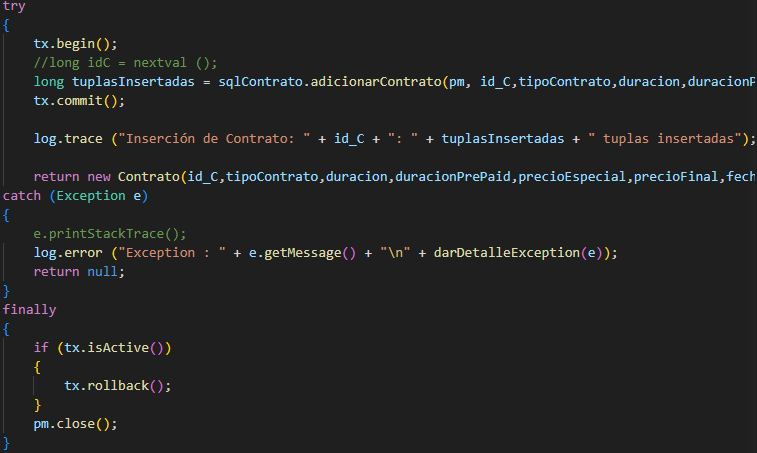 try
{
    tx.begin();
    //long idC = nextval ();
    long tuplasInsertadas = sqlContrato.adicionarContrato(pm, id_C,tipoContrato,duracion,duracionP
    tx.commit();

    log.trace ("Inserción de Contrato: " + id_C + ": " + tuplasInsertadas + " tuplas insertadas");

    return new Contrato(id_C,tipoContrato,duracion,duracionPrePaid,precioEspecial,precioFinal,fech
catch (Exception e)
{
    e.printStackTrace();
    log.error ("Exception : " + e.getMessage() + "\n" + darDetalleException(e));
    return null;
}
finally
{
    if (tx.isActive())
    {
        tx.rollback();
    }
    pm.close();
}